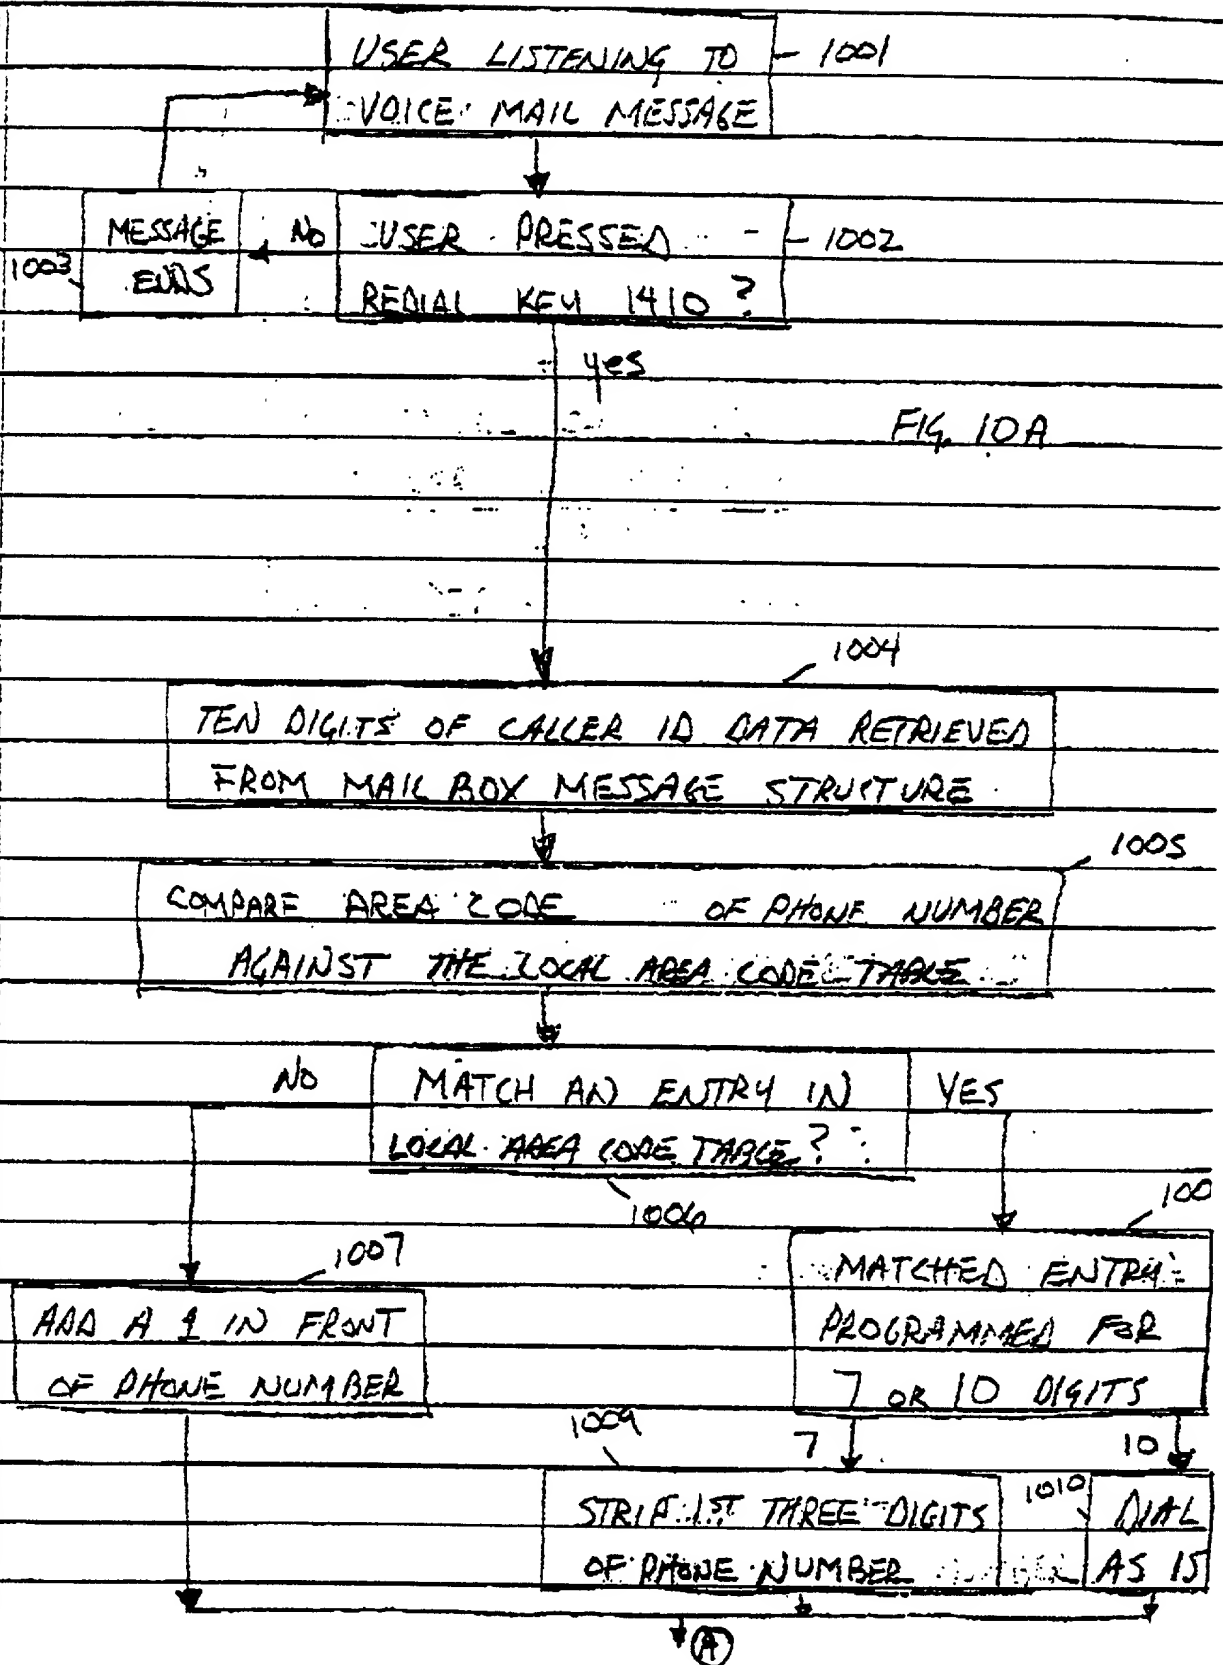 USER LISTENING TO
VOICE MAIL MESSAGE
1001
MESSAGE
ENDS
1003
NO
USER PRESSED
REDIAL KEY 1410?
1002
yes
FIG. 10A
1004
TEN DIGITS OF CALLER ID DATA RETRIEVED
FROM MAIL BOX MESSAGE STRUCTURE
1005
COMPARE AREA CODE OF PHONE NUMBER
AGAINST THE LOCAL AREA CODE TABLE
NO
MATCH AN ENTRY IN
LOCAL AREA CODE TABLE?
YES
1006
100
1007
ADD A 1 IN FRONT
OF PHONE NUMBER
MATCHED ENTRY
PROGRAMMED FOR
7 OR 10 DIGITS
1009
7
10
STRIP 1ST THREE DIGITS
OF PHONE NUMBER
1010
DIAL
AS IS
A